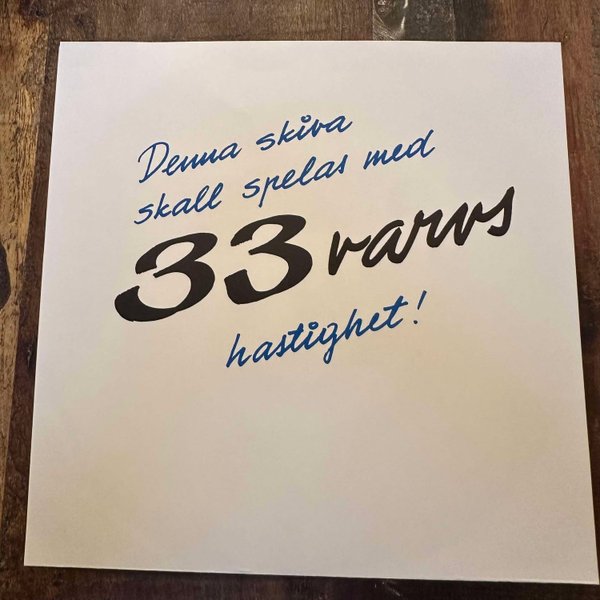 Denna skiva
skall spelas med
33 varvs
hastighet!